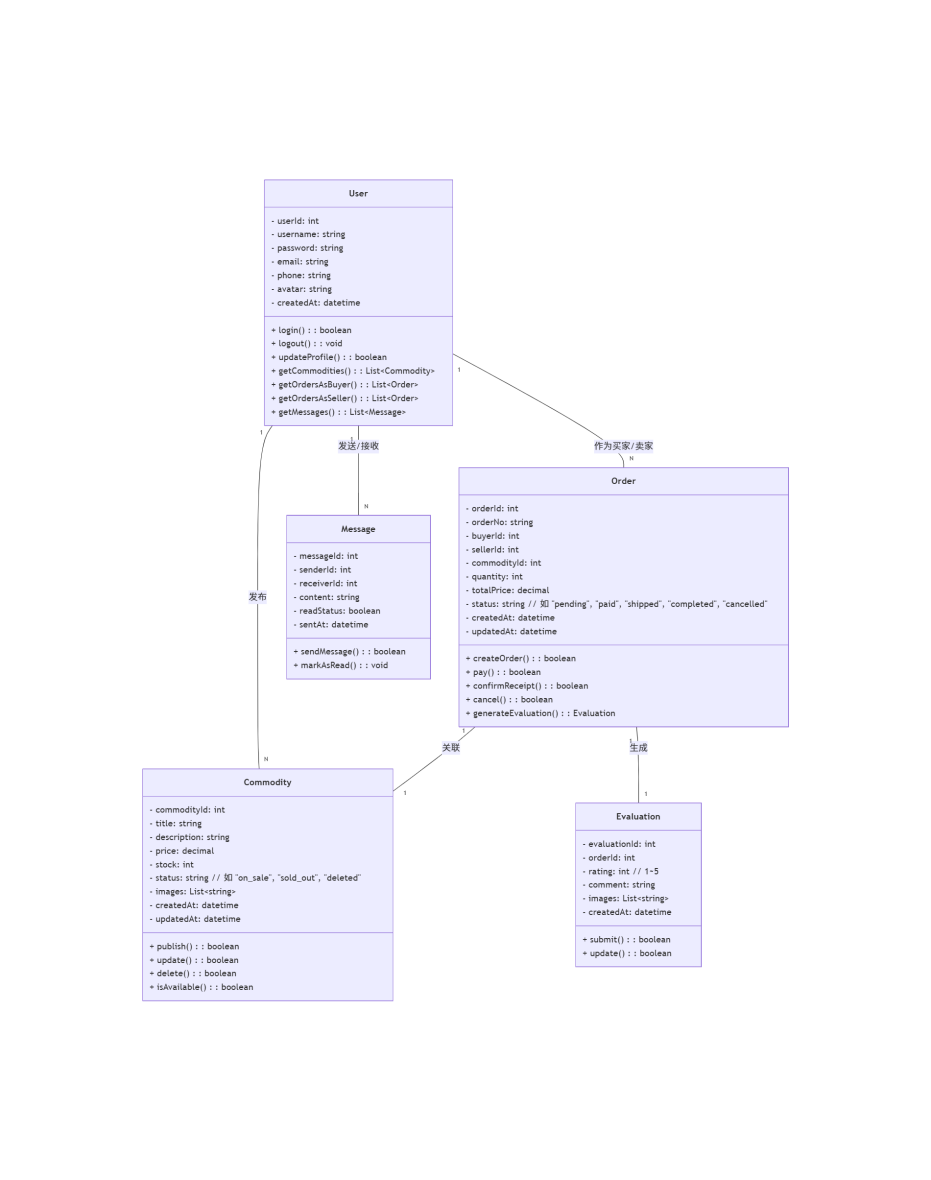 User
- userId: int
- username: string
- password: string
- email: string
- phone: string
- avatar: string
- createdAt: datetime
+ login() : : boolean
+ logout() : : void
+ updateProfile() : : boolean
+ getCommodities() : : List<Commodity>
+ getOrdersAsBuyer() : : List<Order>
+ getOrdersAsSeller() : : List<Order>
+ getMessages() : : List<Message>
1
1
1
发送/接收
作为买家/卖家
N
N
Message
- messageId: int
- senderId: int
- receiverId: int
- content: string
- readStatus: boolean
- sentAt: datetime
+ sendMessage() : : boolean
+ markAsRead() : : void
Order
- orderId: int
- orderNo: string
- buyerId: int
- sellerId: int
- commodityId: int
- quantity: int
- totalPrice: decimal
- status: string // 如 "pending", "paid", "shipped", "completed", "cancelled"
- createdAt: datetime
- updatedAt: datetime
+ createOrder() : : boolean
+ pay() : : boolean
+ confirmReceipt() : : boolean
+ cancel() : : boolean
+ generateEvaluation() : : Evaluation
发布
N
1
关联
1
1
生成
1
Commodity
- commodityId: int
- title: string
- description: string
- price: decimal
- stock: int
- status: string // 如 "on_sale", "sold_out", "deleted"
- images: List<string>
- createdAt: datetime
- updatedAt: datetime
+ publish() : : boolean
+ update() : : boolean
+ delete() : : boolean
+ isAvailable() : : boolean
Evaluation
- evaluationId: int
- orderId: int
- rating: int // 1-5
- comment: string
- images: List<string>
- createdAt: datetime
+ submit() : : boolean
+ update() : : boolean